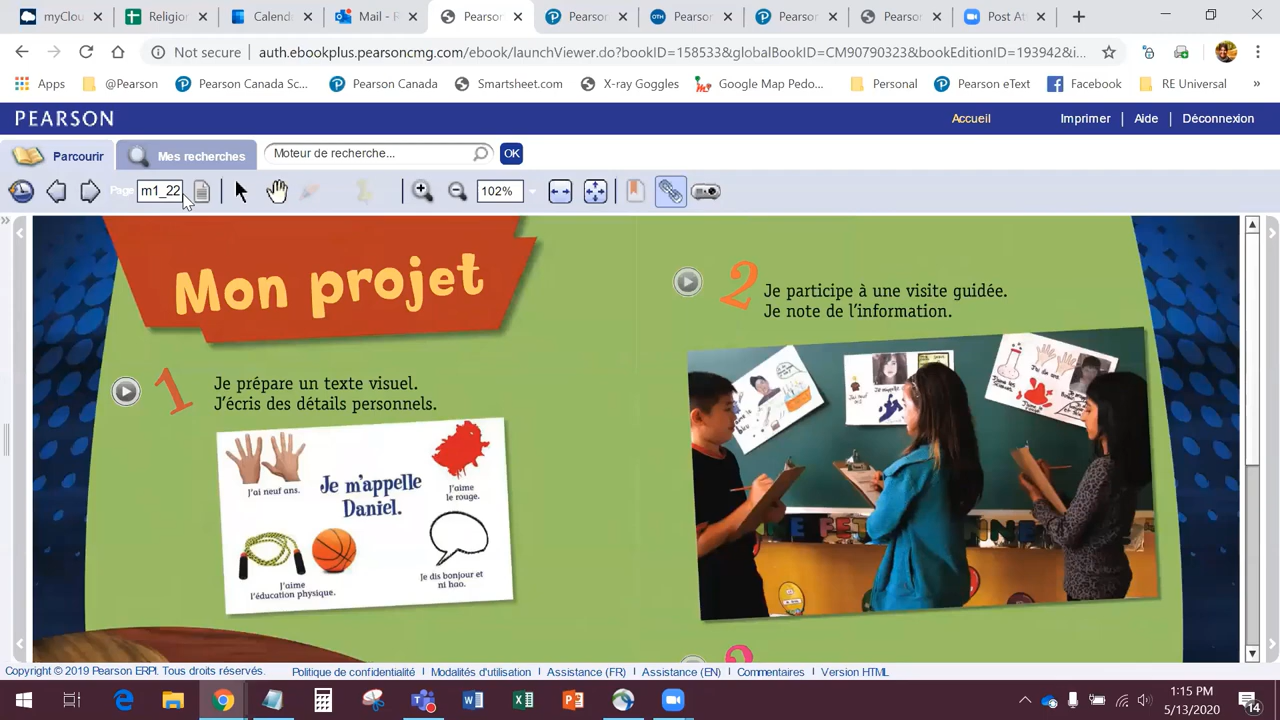 myClou
Religion
Calend
Mail - R
Pearson
Pearson
OTH
Pearson
Pearson
Pearson
Post At
Not secure
auth.ebookplus.pearsoncmg.com/ebook/launchViewer.do?bookID=158533&globalBookID=CM90790323&bookEditionID=193942&i...
Apps
@Pearson
Pearson Canada Sc...
Pearson Canada
Smartsheet.com
X-ray Goggles
Google Map Pedo...
Personal
Pearson eText
Facebook
RE Universal
»
PEARSON
Accueil
Imprimer
Aide
Déconnexion
Parcourir
Mes recherches
Moteur de recherche...
OK
Page
m1_22
102%
Mon projet
1
Je prépare un texte visuel.
J'écris des détails personnels.
J'ai neuf ans.
Je m'appelle
Daniel.
J'aime
le rouge.
J'aime
l'éducation physique.
Je dis bonjour et
ni hao.
2
Je participe à une visite guidée.
Je note de l'information.
Copyright © 2019 Pearson ERPI. Tous droits réservés.
Politique de confidentialité | Modalités d'utilisation | Assistance (FR) | Assistance (EN) | Commentaires | Version HTML
1:15 PM
5/13/2020
14